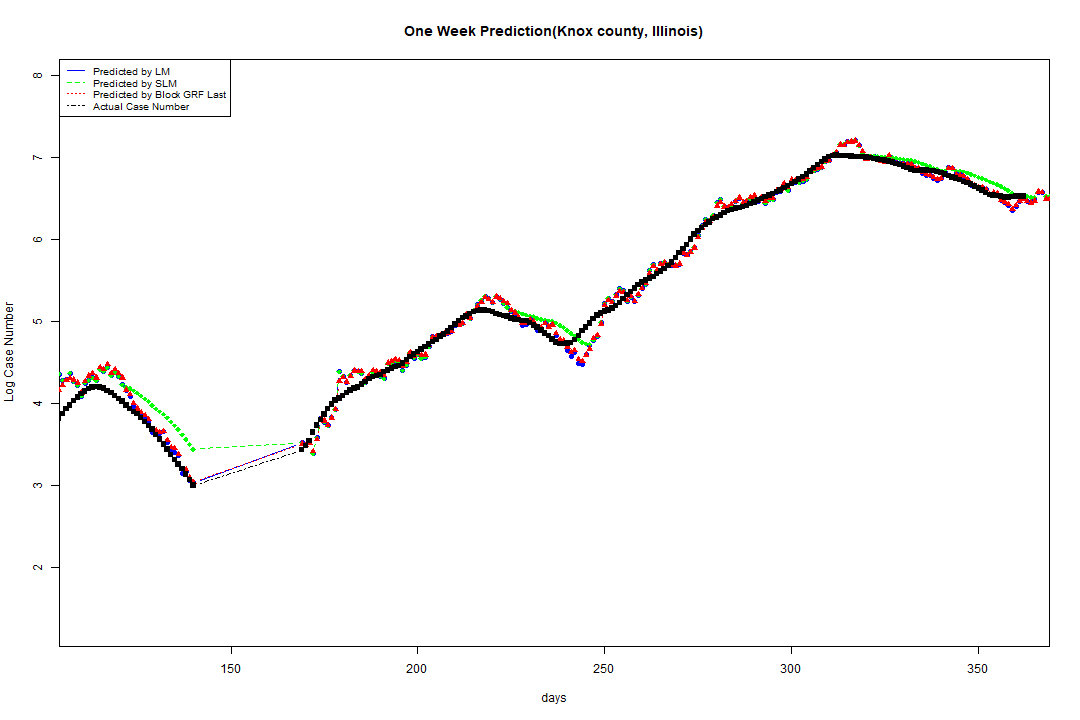 One Week Prediction(Knox county, Illinois)
Predicted by LM
Predicted by SLM
Predicted by Block GRF Last
Actual Case Number
8
7
6
5
4
3
2
Log Case Number
150
200
250
300
350
days